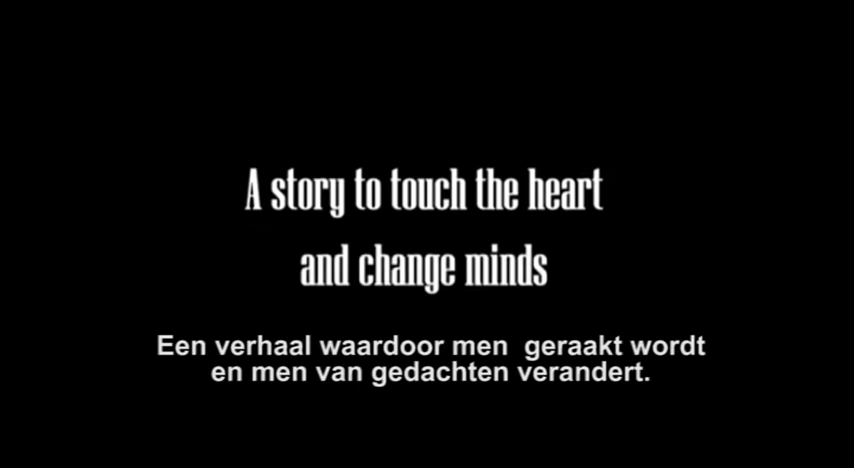 A story to touch the heart
and change minds
Een verhaal waardoor men geraakt wordt
en men van gedachten verandert.